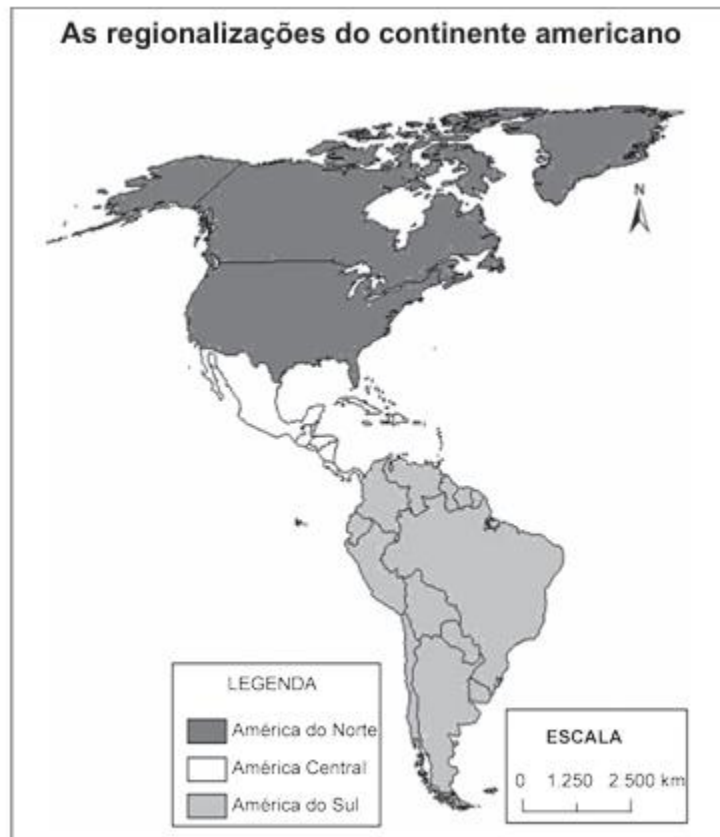 As regionalizações do continente americano
N
LEGENDA
América do Norte
América Central
América do Sul
ESCALA
0 1.250 2.500 km